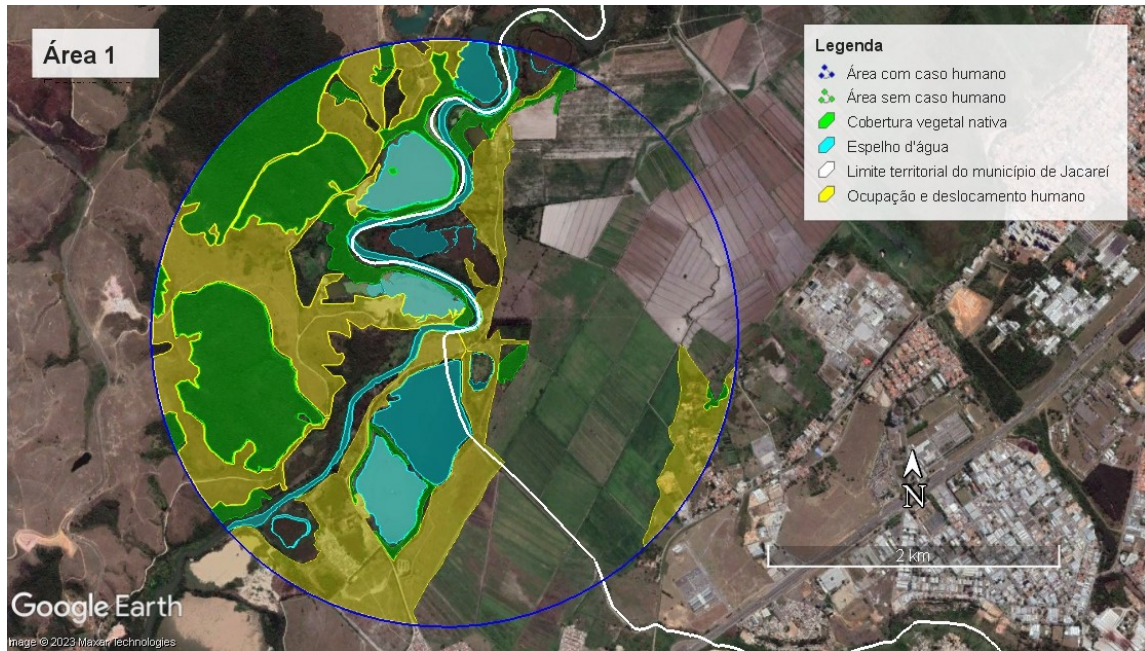 Área 1
Legenda
Área com caso humano
Área sem caso humano
Cobertura vegetal nativa
Espelho d'água
Limite territorial do município de Jacareí
Ocupação e deslocamento humano
N
2 km
Google Earth
Image © 2023 Maxar Technologies